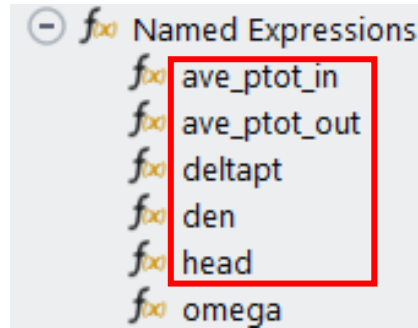 Named Expressions
f(x) ave_ptot_in
f(x) ave_ptot_out
f(x) deltapt
f(x) den
f(x) head
f(x) omega